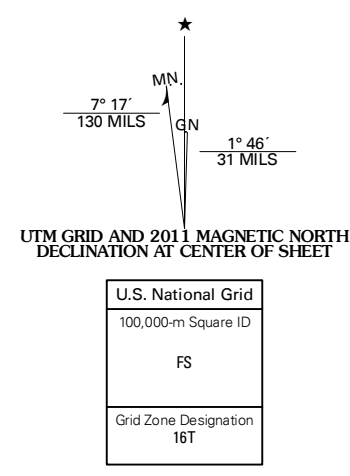 MN.
7° 17´
130 MILS
GN
1° 46´
31 MILS
UTM GRID AND 2011 MAGNETIC NORTH
DECLINATION AT CENTER OF SHEET
U.S. National Grid
100,000-m Square ID
FS
Grid Zone Designation
16T